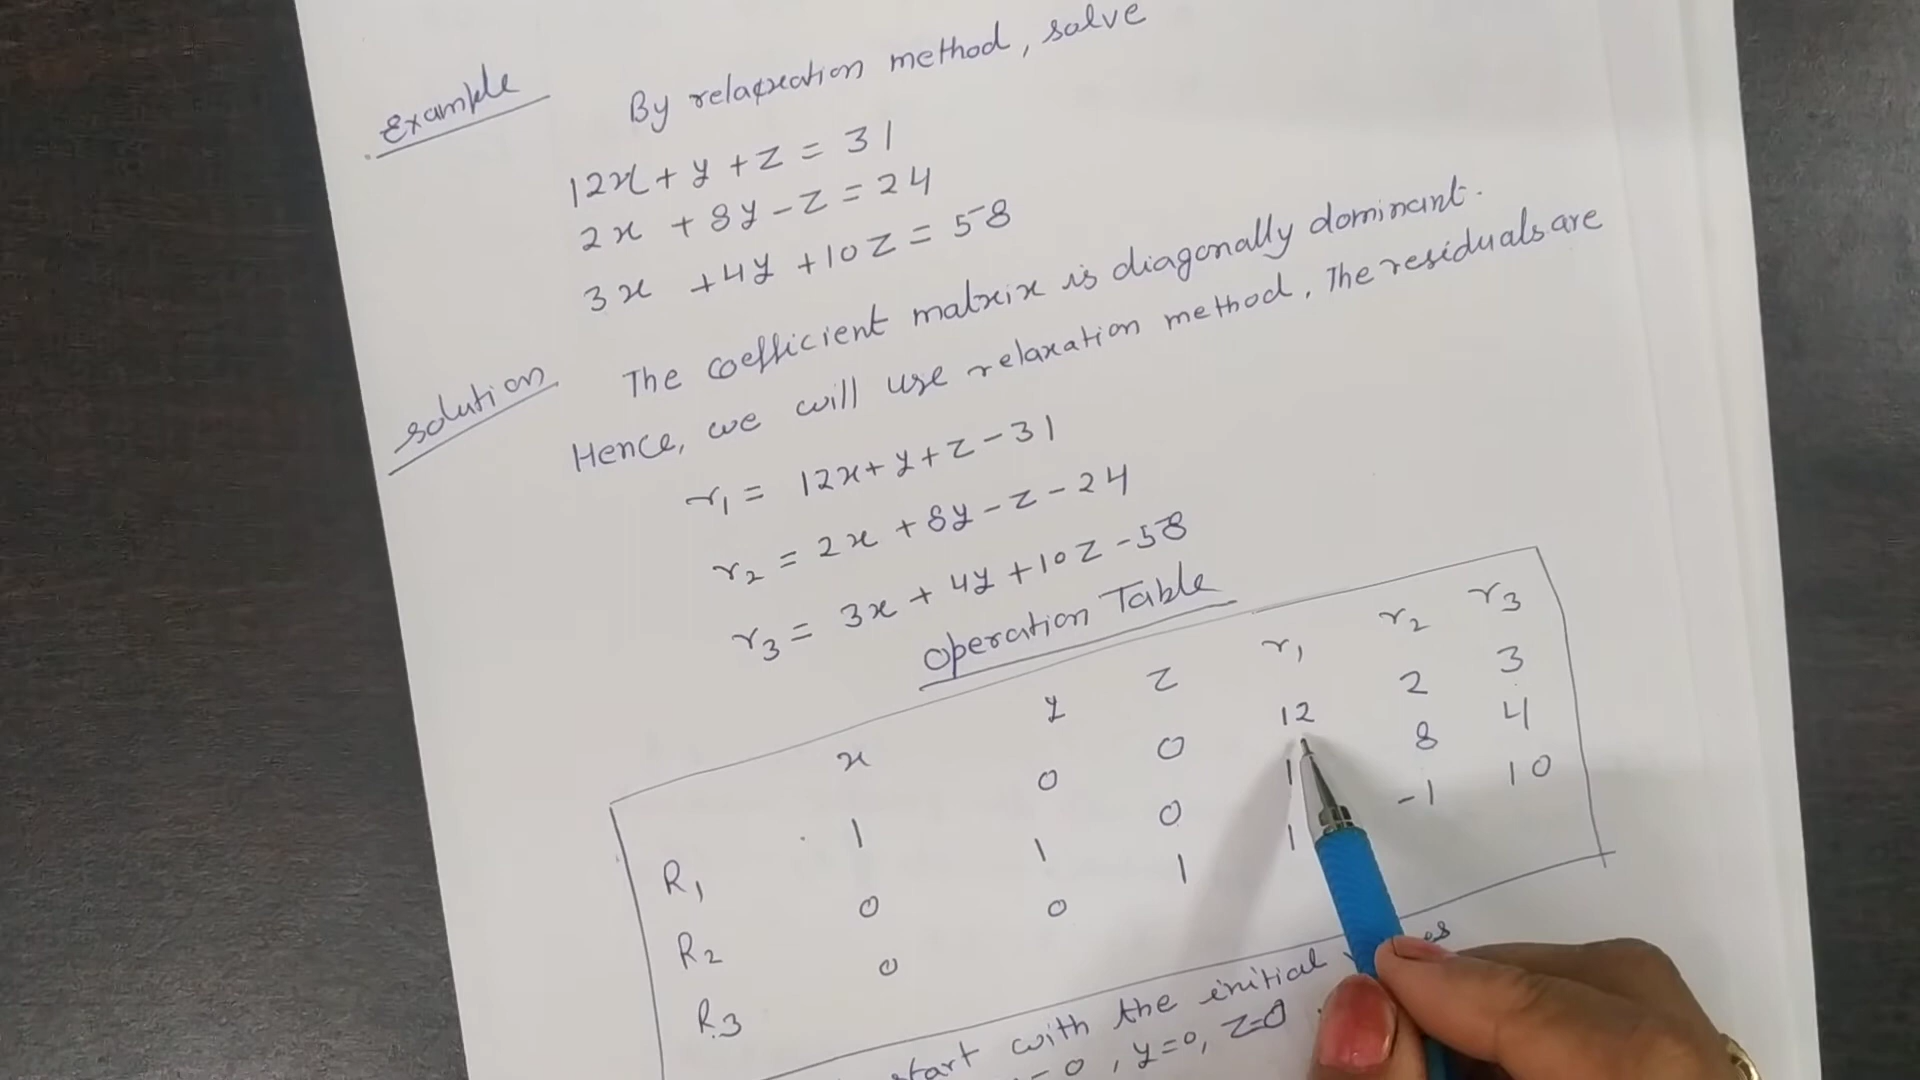 Example By relaxation method, solve
12x + y + z = 31
2x + 8y - z = 24
3x + 4y + 10z = 58
solution The coefficient matrix is diagonally dominant.
Hence, we will use relaxation method. The residuals are
r₁ = 12x + y + z - 31
r₂ = 2x + 8y - z - 24
r₃ = 3x + 4y + 10z - 58
operation Table
x y z r₁ r₂ r₃
R₁ 1 0 0 12 2 3
R₂ 0 1 0 1 8 4
R₃ 0 0 1 1 -1 10
start with the initial
0, y=0, z=0